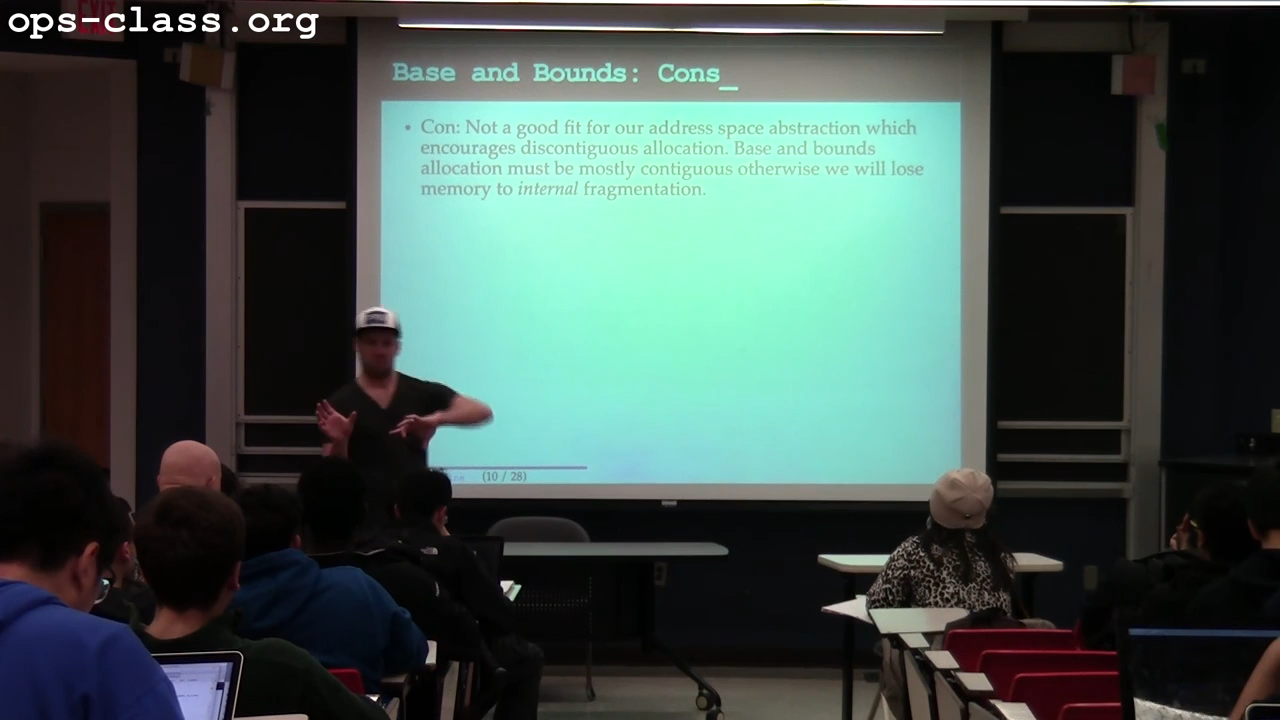 ops-class.org
EXIT
Base and Bounds: Cons_
• Con: Not a good fit for our address space abstraction which
encourages discontiguous allocation. Base and bounds
allocation must be mostly contiguous otherwise we will lose
memory to internal fragmentation.
(10 / 28)